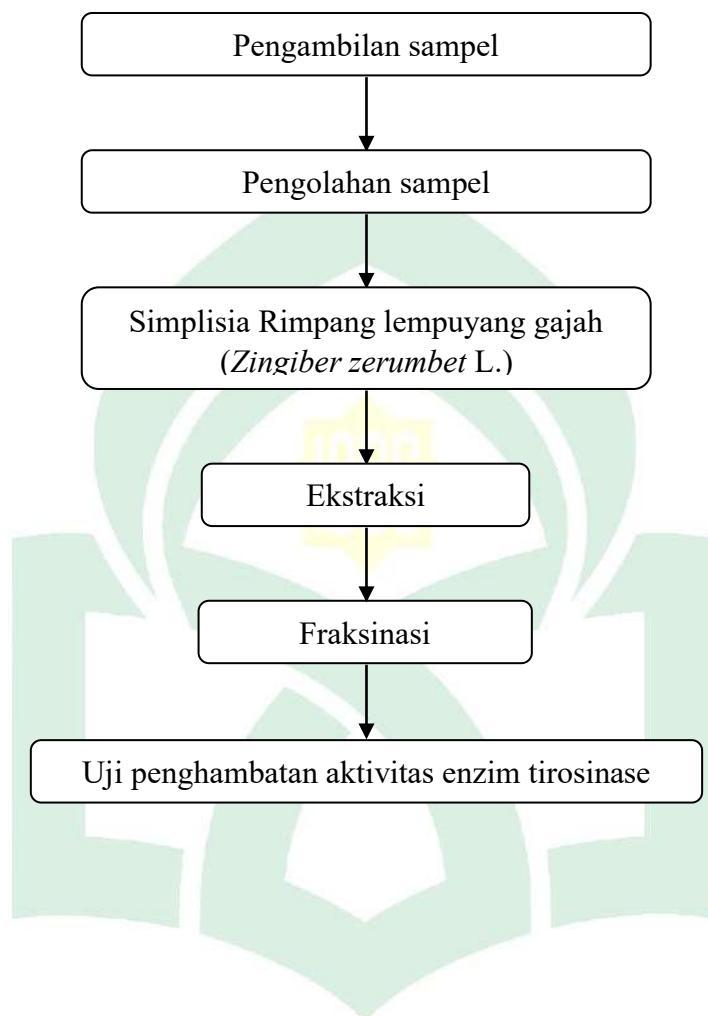 Pengambilan sampel
Pengolahan sampel
Simplisia Rimpang lempuyang gajah
(Zingiber zerumbet L.)
Ekstraksi
Fraksinasi
Uji penghambatan aktivitas enzim tirosinase